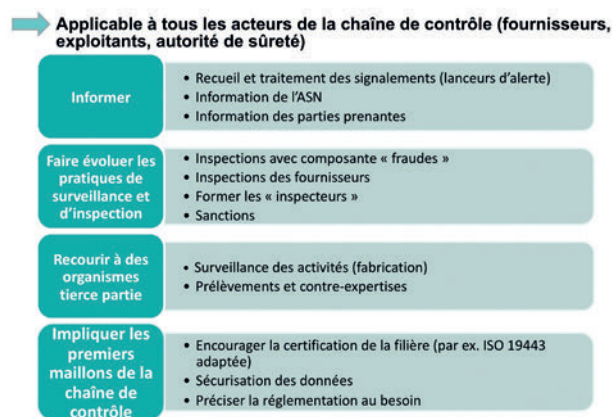 Applicable à tous les acteurs de la chaîne de contrôle (fournisseurs,
exploitants, autorité de sûreté)
Informer
• Recueil et traitement des signalements (lanceurs d'alerte)
• Information de l'ASN
• Information des parties prenantes
Faire évoluer les
pratiques de
surveillance et
d'inspection
• Inspections avec composante « fraudes »
• Inspections des fournisseurs
• Former les « inspecteurs »
• Sanctions
Recourir à des
organismes
tierce partie
• Surveillance des activités (fabrication)
• Prélèvements et contre-expertises
Impliquer les
premiers
maillons de la
chaîne de
contrôle
• Encourager la certification de la filière (par ex. ISO 19443
adaptée)
• Sécurisation des données
• Préciser la réglementation au besoin